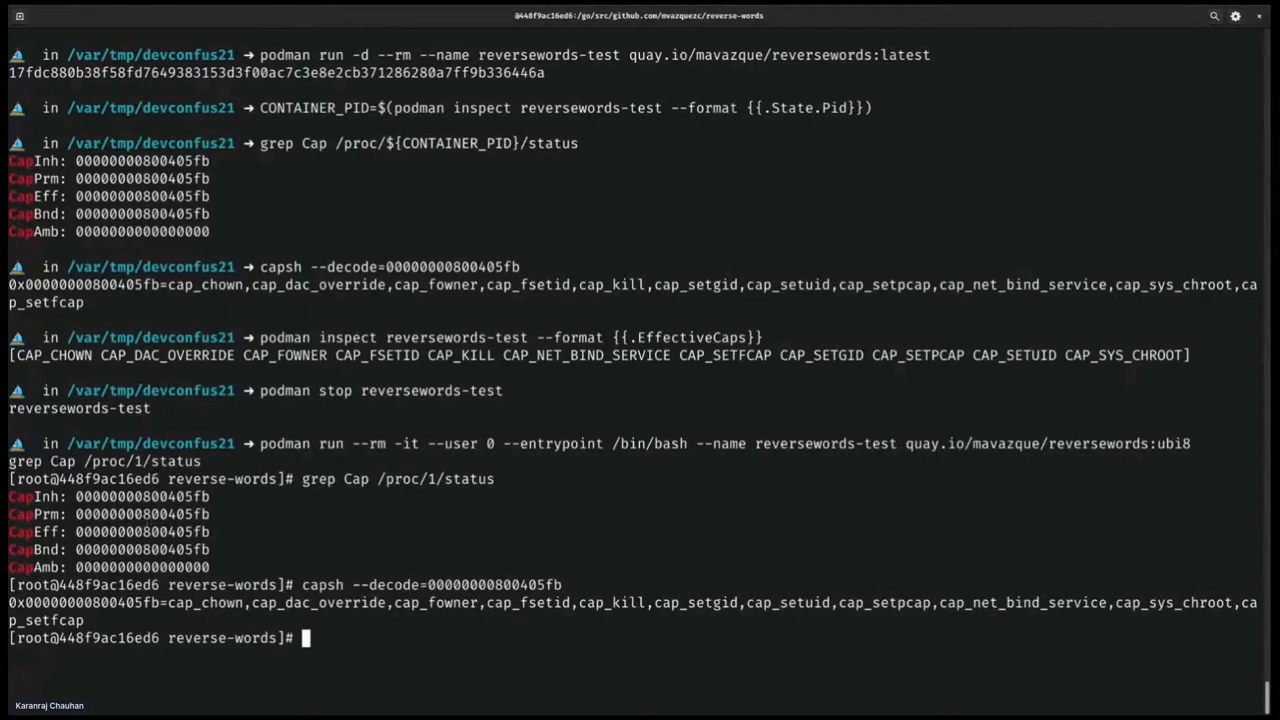 @448f9ac16ed6:/go/src/github.com/mvazquezc/reverse-words
in /var/tmp/devconfus21 ➜ podman run -d --rm --name reversewords-test quay.io/mavazque/reversewords:latest
17fdc880b38f58fd7649383153d3f00ac7c3e8e2cb371286280a7ff9b336446a
in /var/tmp/devconfus21 ➜ CONTAINER_PID=$(podman inspect reversewords-test --format {{.State.Pid}})
in /var/tmp/devconfus21 ➜ grep Cap /proc/${CONTAINER_PID}/status
CapInh: 00000000800405fb
CapPrm: 00000000800405fb
CapEff: 00000000800405fb
CapBnd: 00000000800405fb
CapAmb: 0000000000000000
in /var/tmp/devconfus21 ➜ capsh --decode=00000000800405fb
0x00000000800405fb=cap_chown,cap_dac_override,cap_fowner,cap_fsetid,cap_kill,cap_setgid,cap_setuid,cap_setpcap,cap_net_bind_service,cap_sys_chroot,ca
p_setfcap
in /var/tmp/devconfus21 ➜ podman inspect reversewords-test --format {{.EffectiveCaps}}
[CAP_CHOWN CAP_DAC_OVERRIDE CAP_FOWNER CAP_FSETID CAP_KILL CAP_NET_BIND_SERVICE CAP_SETFCAP CAP_SETGID CAP_SETPCAP CAP_SETUID CAP_SYS_CHROOT]
in /var/tmp/devconfus21 ➜ podman stop reversewords-test
reversewords-test
in /var/tmp/devconfus21 ➜ podman run --rm -it --user 0 --entrypoint /bin/bash --name reversewords-test quay.io/mavazque/reversewords:ubi8
grep Cap /proc/1/status
[root@448f9ac16ed6 reverse-words]# grep Cap /proc/1/status
CapInh: 00000000800405fb
CapPrm: 00000000800405fb
CapEff: 00000000800405fb
CapBnd: 00000000800405fb
CapAmb: 0000000000000000
[root@448f9ac16ed6 reverse-words]# capsh --decode=00000000800405fb
0x00000000800405fb=cap_chown,cap_dac_override,cap_fowner,cap_fsetid,cap_kill,cap_setgid,cap_setuid,cap_setpcap,cap_net_bind_service,cap_sys_chroot,ca
p_setfcap
[root@448f9ac16ed6 reverse-words]#
Karanraj Chauhan